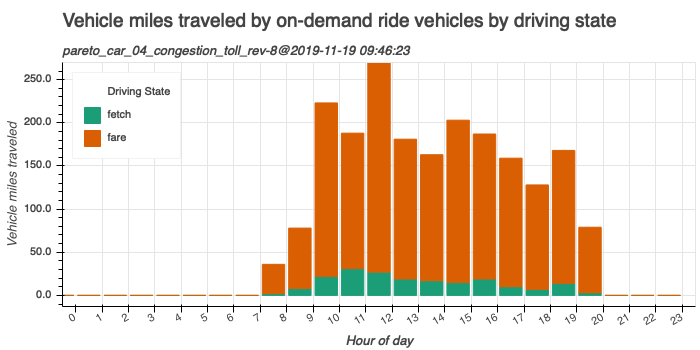 Vehicle miles traveled by on-demand ride vehicles by driving state
pareto_car_04_congestion_toll_rev-8@2019-11-19 09:46:23
Vehicle miles traveled
250.0
200.0
150.0
100.0
50.0
0.0
Driving State
fetch
fare
0 1 2 3 4 5 6 7 8 9 10 11 12 13 14 15 16 17 18 19 20 21 22 23
Hour of day